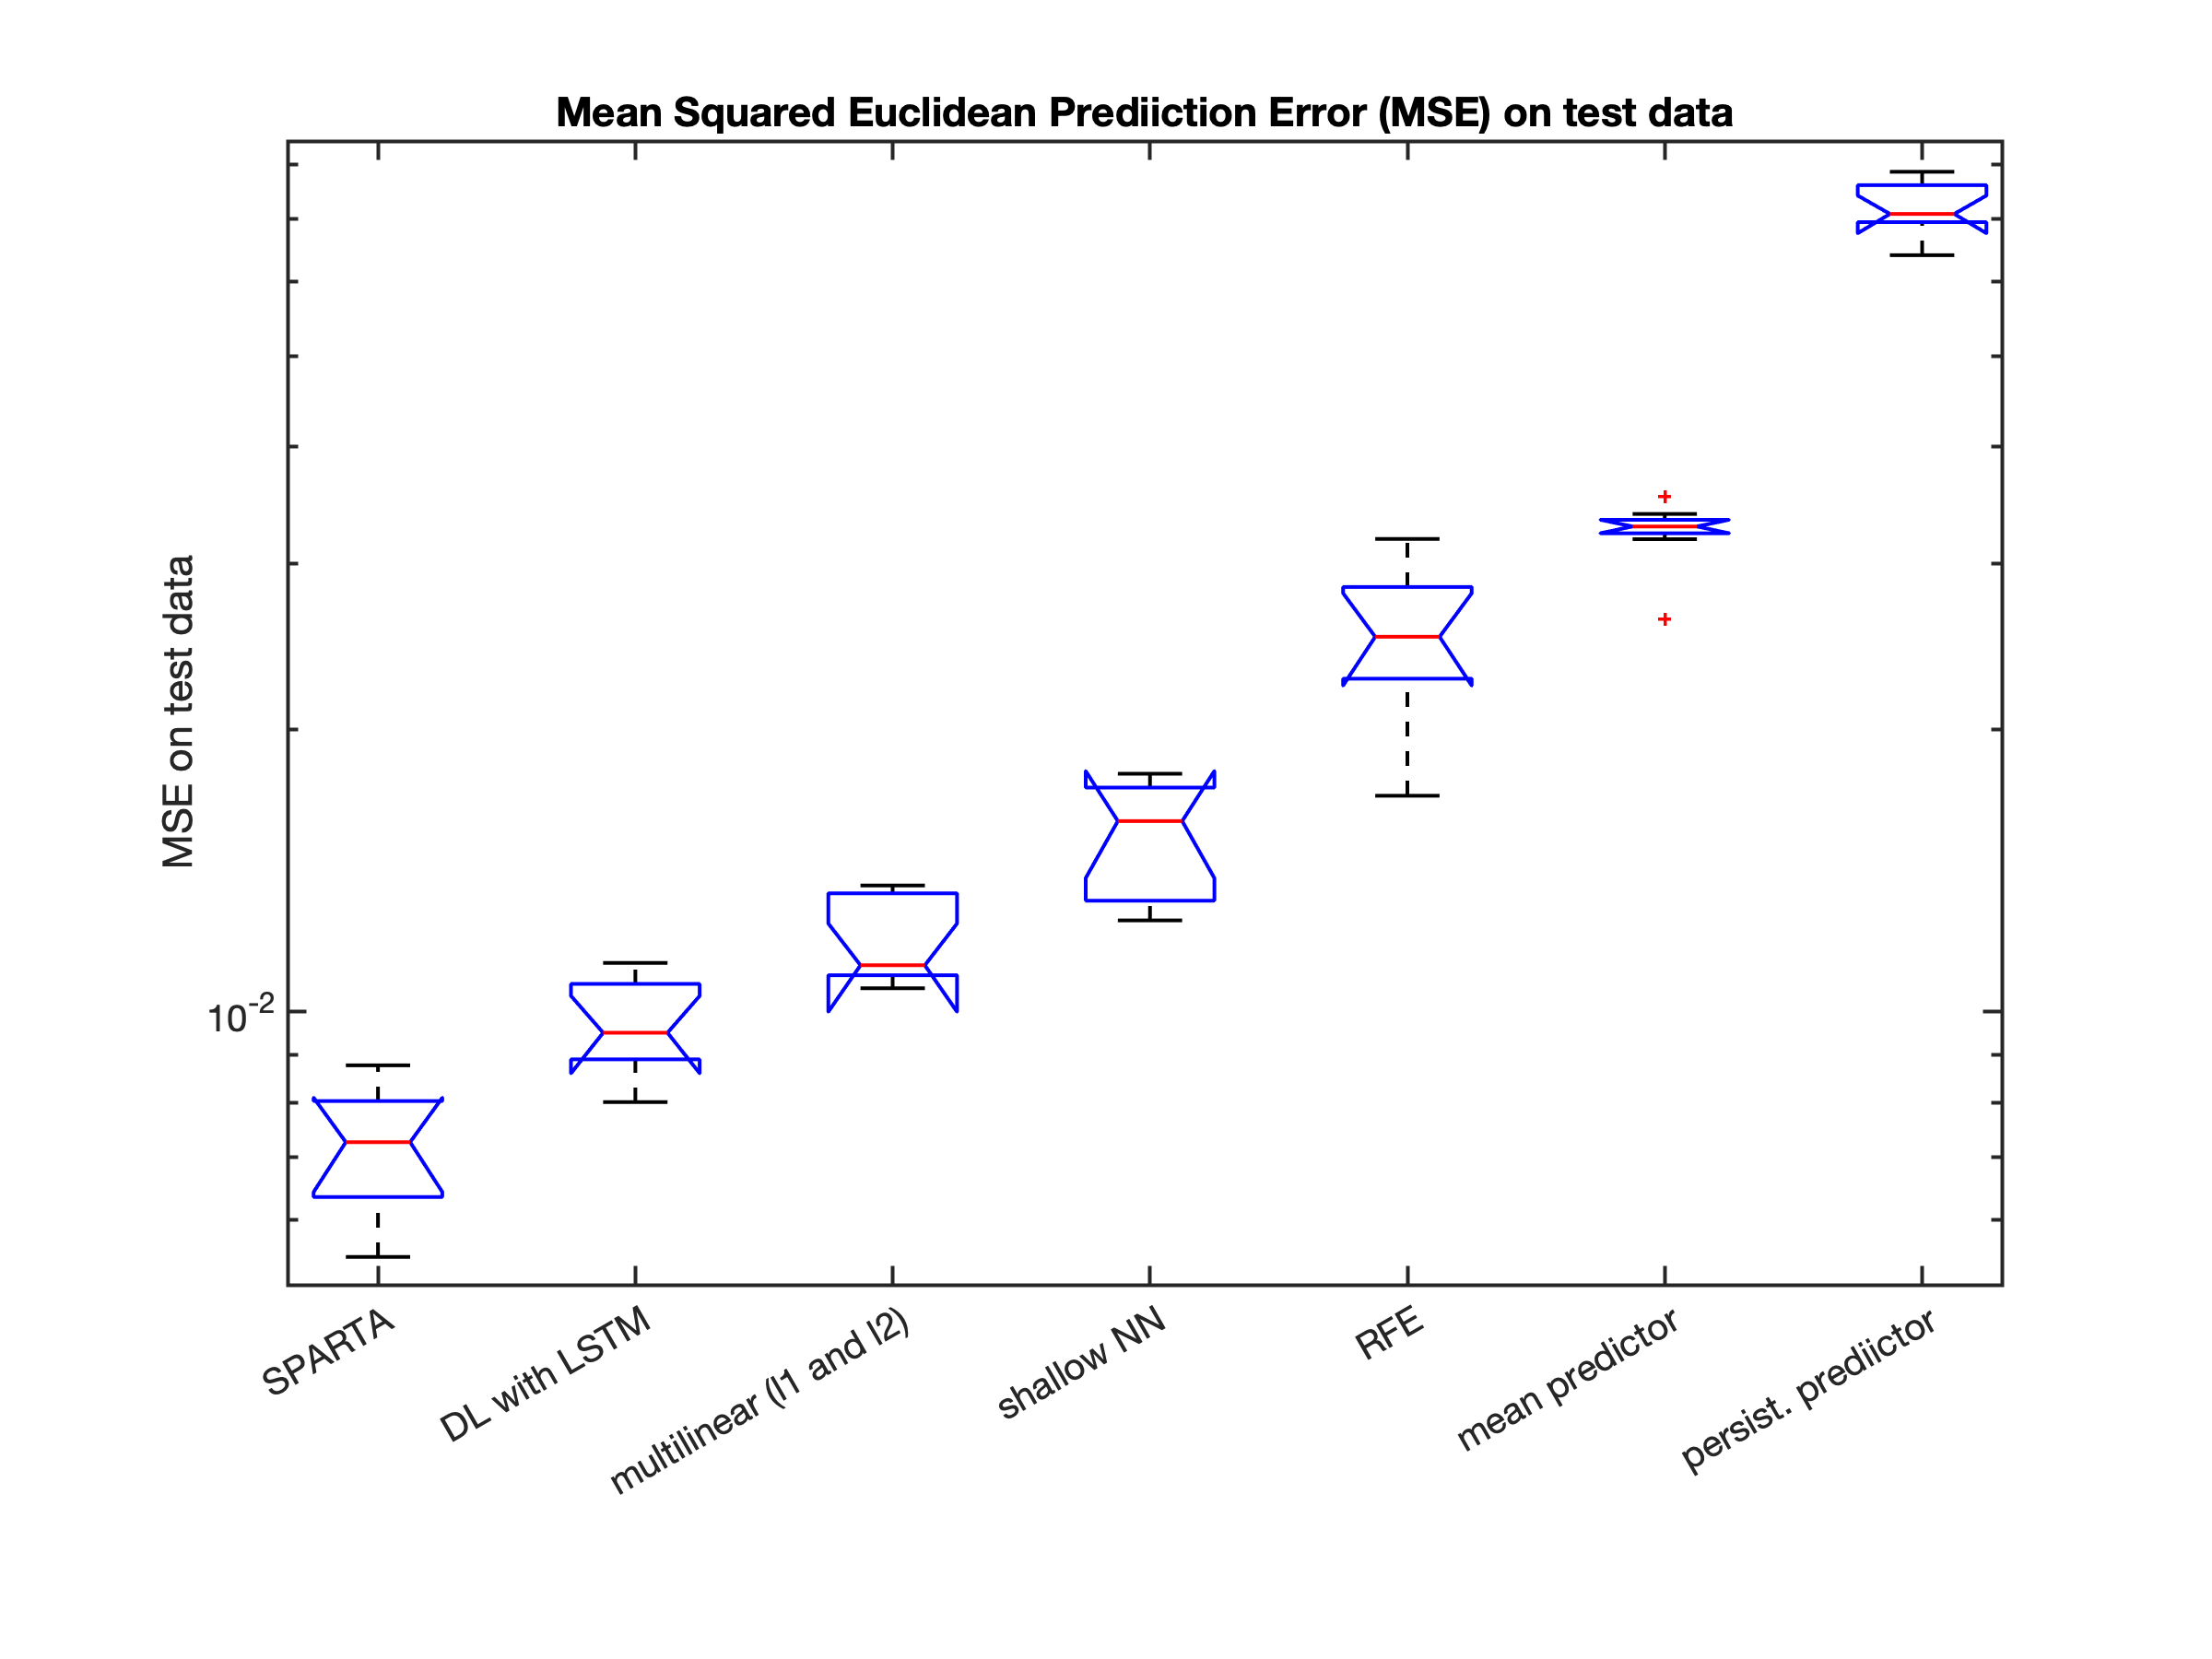 Mean Squared Euclidean Prediiction Error (MSE) on test data
MSE on test data
10-2
SPARTA
DL with LSTM
multilinear (l1 and l2)
shallow NN
RFE
mean predictor
persist. prediictor